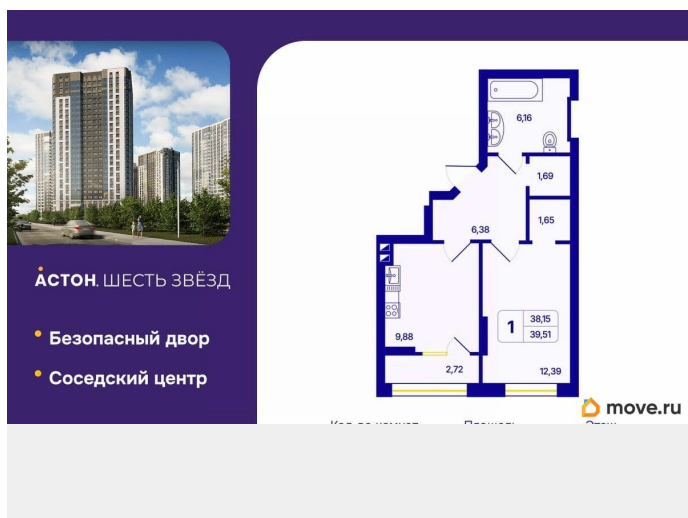 АСТОН. ШЕСТЬ ЗВЁЗД
Безопасный двор
Соседский центр
6,16
1,69
1,65
6,38
9,88
2,72
1
38,15
39,51
12,39
move.ru